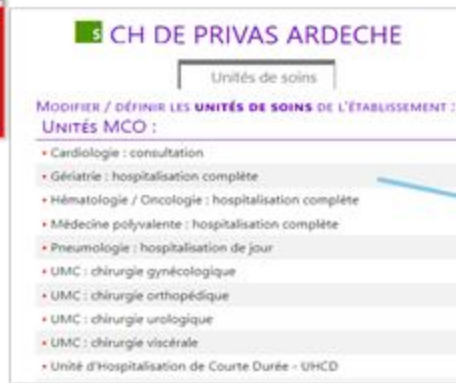 S CH DE PRIVAS ARDECHE
Unités de soins
MODIFIER / DÉFINIR LES UNITÉS DE SOINS DE L'ÉTABLISSEMENT :
UNITÉS MCO :
• Cardiologie : consultation
• Gériatrie : hospitalisation complète
• Hématologie / Oncologie : hospitalisation complète
• Médecine polyvalente : hospitalisation complète
• Pneumologie : hospitalisation de jour
• UMC : chirurgie gynécologique
• UMC : chirurgie orthopédique
• UMC : chirurgie urologique
• UMC : chirurgie viscérale
• Unité d'Hospitalisation de Courte Durée - UHCD